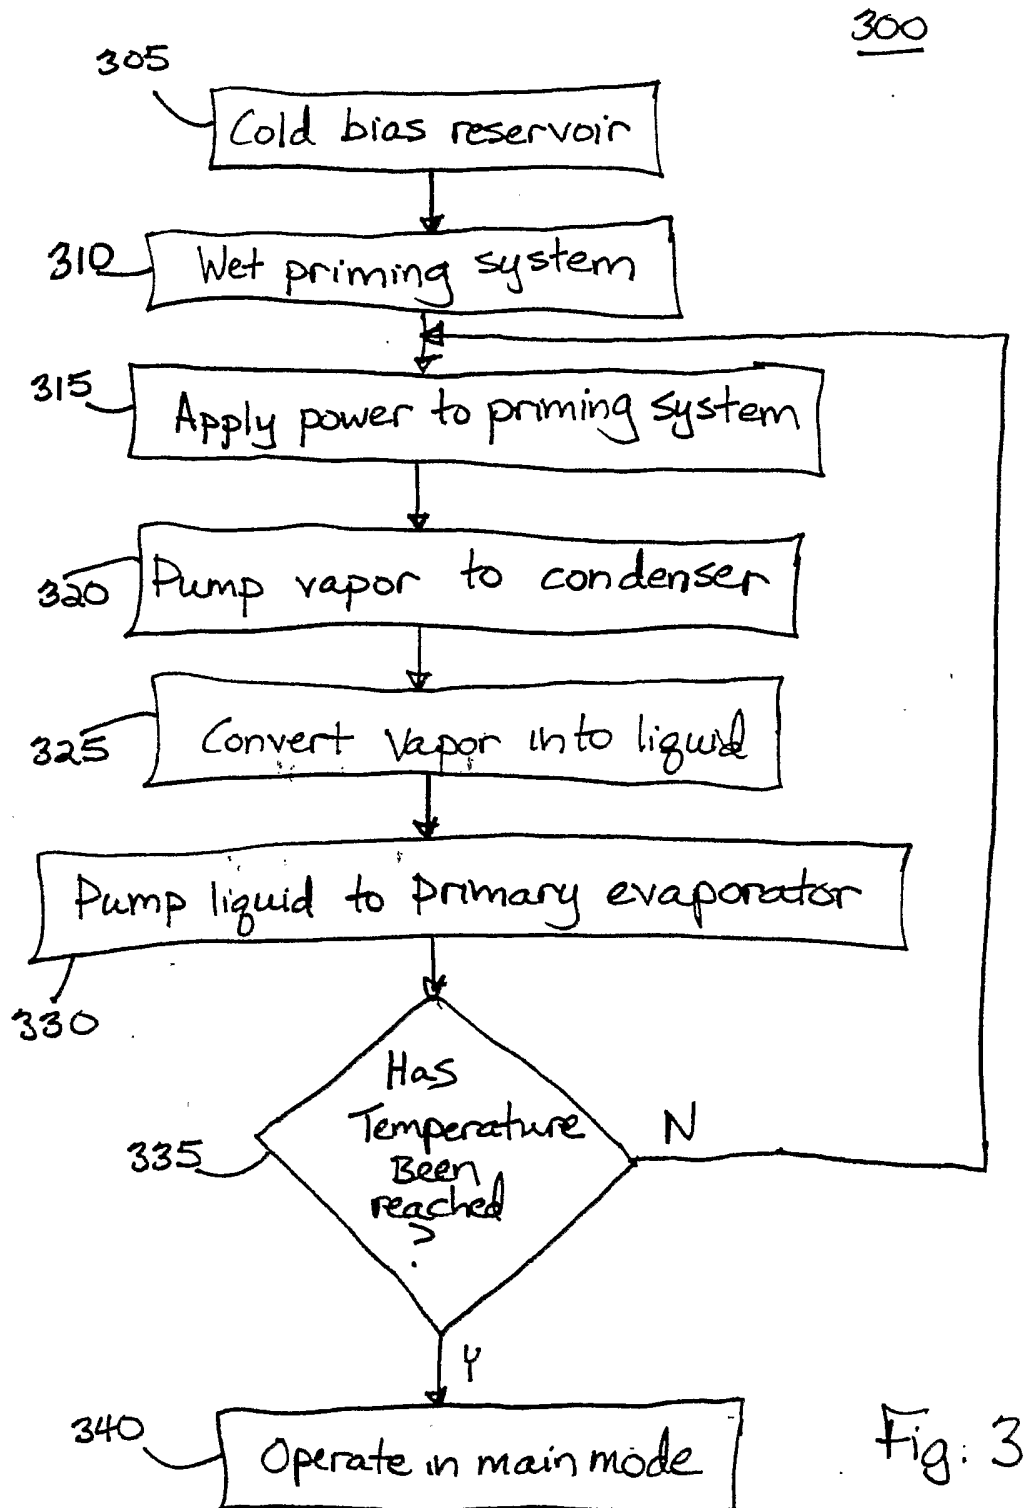 300
305
Cold bias reservoir
310
Wet priming system
315
Apply power to priming system
320
Pump vapor to condenser
325
Convert vapor into liquid
Pump liquid to primary evaporator
330
Has
Temperature
Been
reached
?
N
335
Y
340
Operate in main mode
Fig. 3